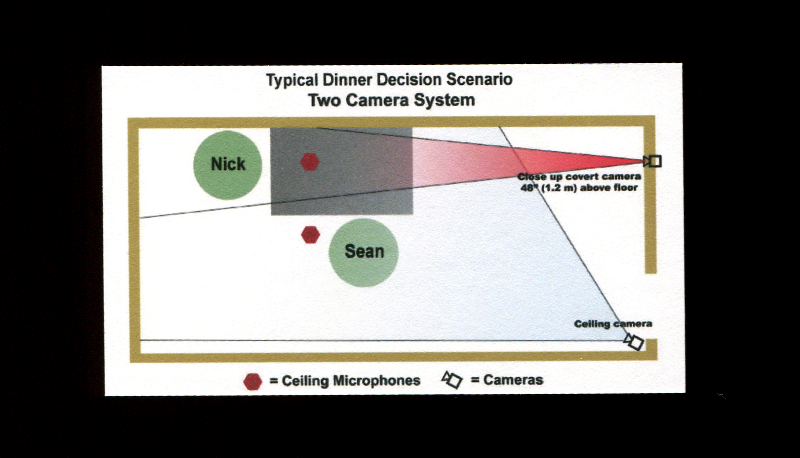 Typical Dinner Decision Scenario
Two Camera System
Nick
Close up covert camera
48" (1.2 m) above floor
Sean
Ceiling camera
= Ceiling Microphones
= Cameras